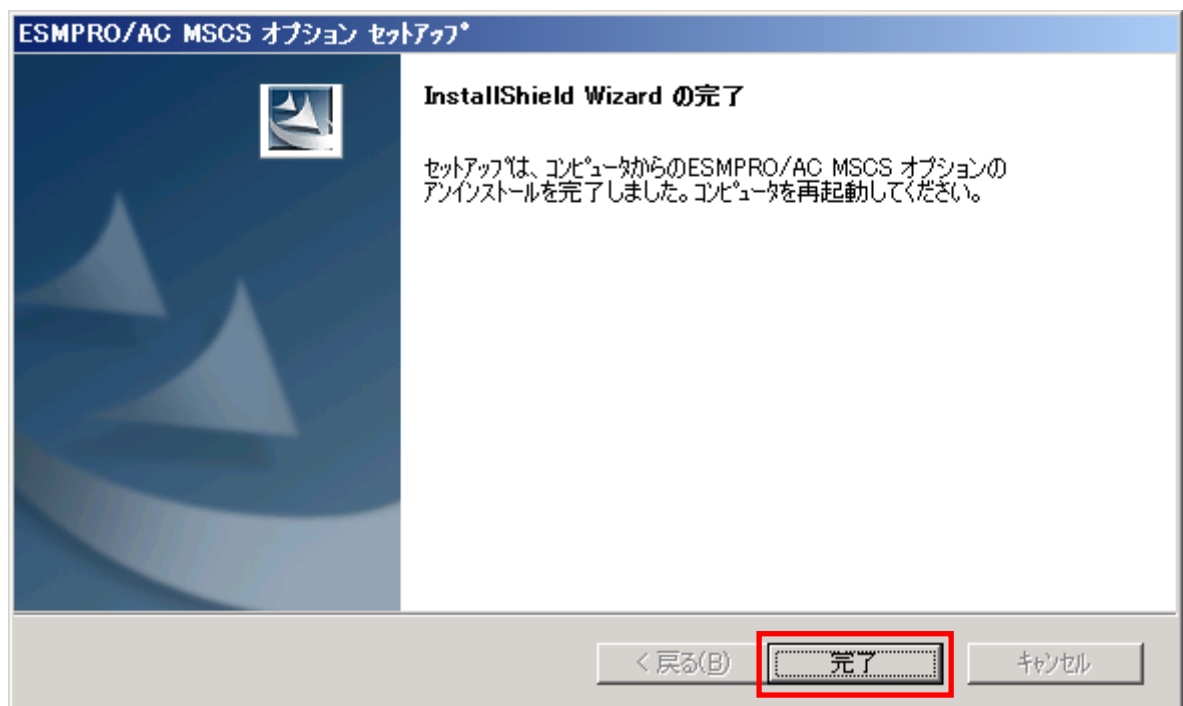 ESMPRO/AC MSCS オプション セットアップ
InstallShield Wizard の完了
セットアップは、コンピュータからのESMPRO/AC MSCS オプションの
アンインストールを完了しました。コンピュータを再起動してください。
< 戻る(B)
完了
キャンセル